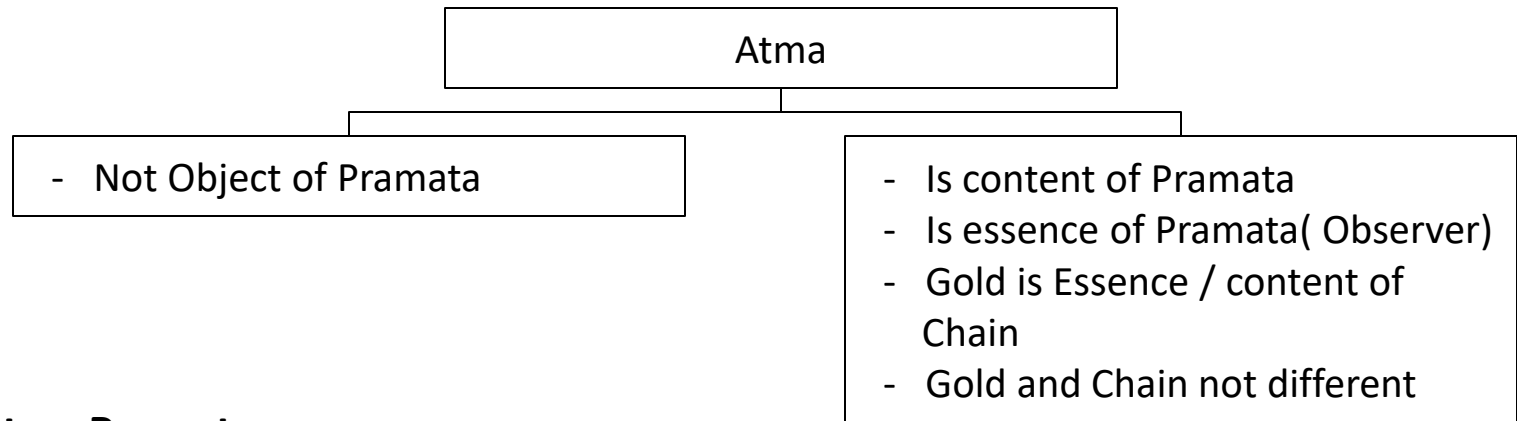 Atma
- Not Object of Pramata
- Is content of Pramata
- Is essence of Pramata( Observer)
- Gold is Essence / content of
Chain
- Gold and Chain not different